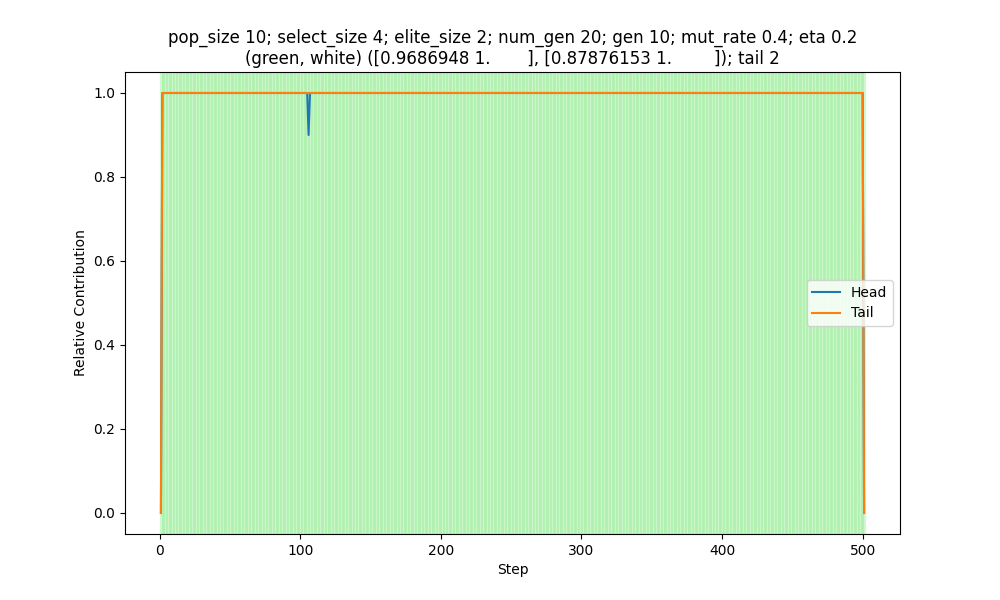 pop_size 10; select_size 4; elite_size 2; num_gen 20; gen 10; mut_rate 0.4; eta 0.2
(green, white) ([0.9686948 1.       ], [0.87876153 1.        ]); tail 2
1.0
0.8
0.6
0.4
0.2
0.0
Relative Contribution
Head
Tail
0
100
200
300
400
500
Step